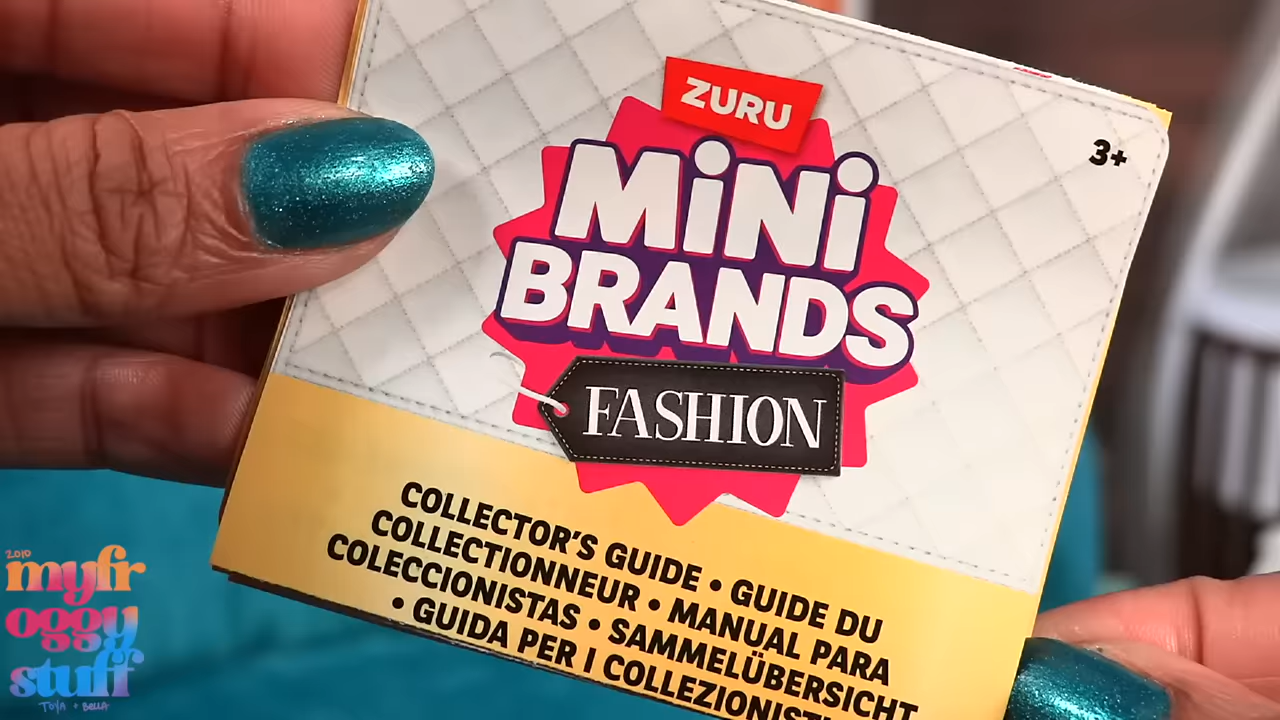 ZURU
3+
MiNi
BRANDS
FASHION
COLLECTOR'S GUIDE • GUIDE DU
COLLECTIONNEUR • MANUAL PARA
COLECCIONISTAS • SAMMELÜBERSICHT
• GUIDA PER I COLLEZIONISTI
2010
myfr
oggy
stuff
TOYA + BELLA